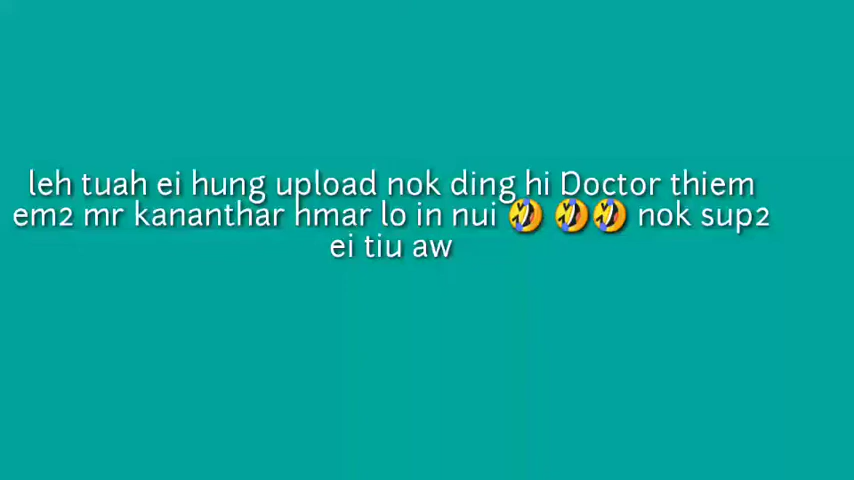 leh tuah ei hung upload nok ding hi Doctor thiem
em2 mr kananthar hmar lo in nui 🤣 🤣🤣 nok sup2
ei tiu aw